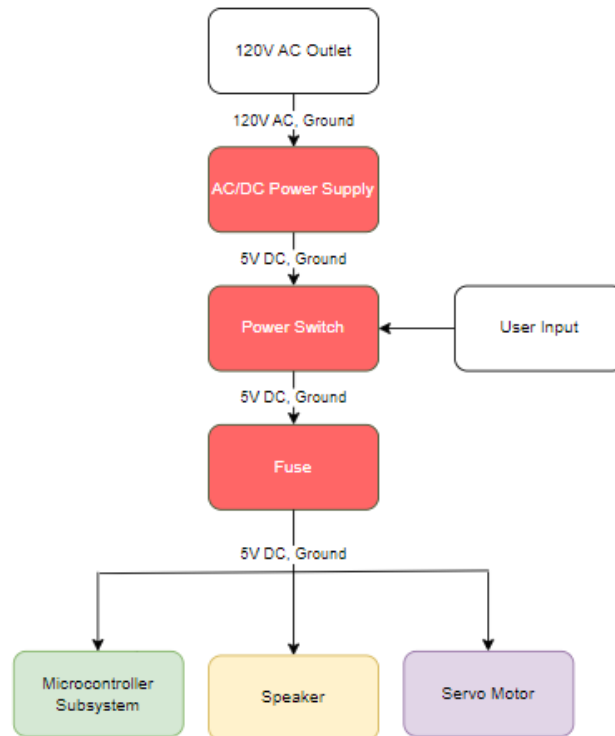 120V AC Outlet
120V AC, Ground
AC/DC Power Supply
5V DC, Ground
Power Switch
User Input
5V DC, Ground
Fuse
5V DC, Ground
Microcontroller
Subsystem
Speaker
Servo Motor